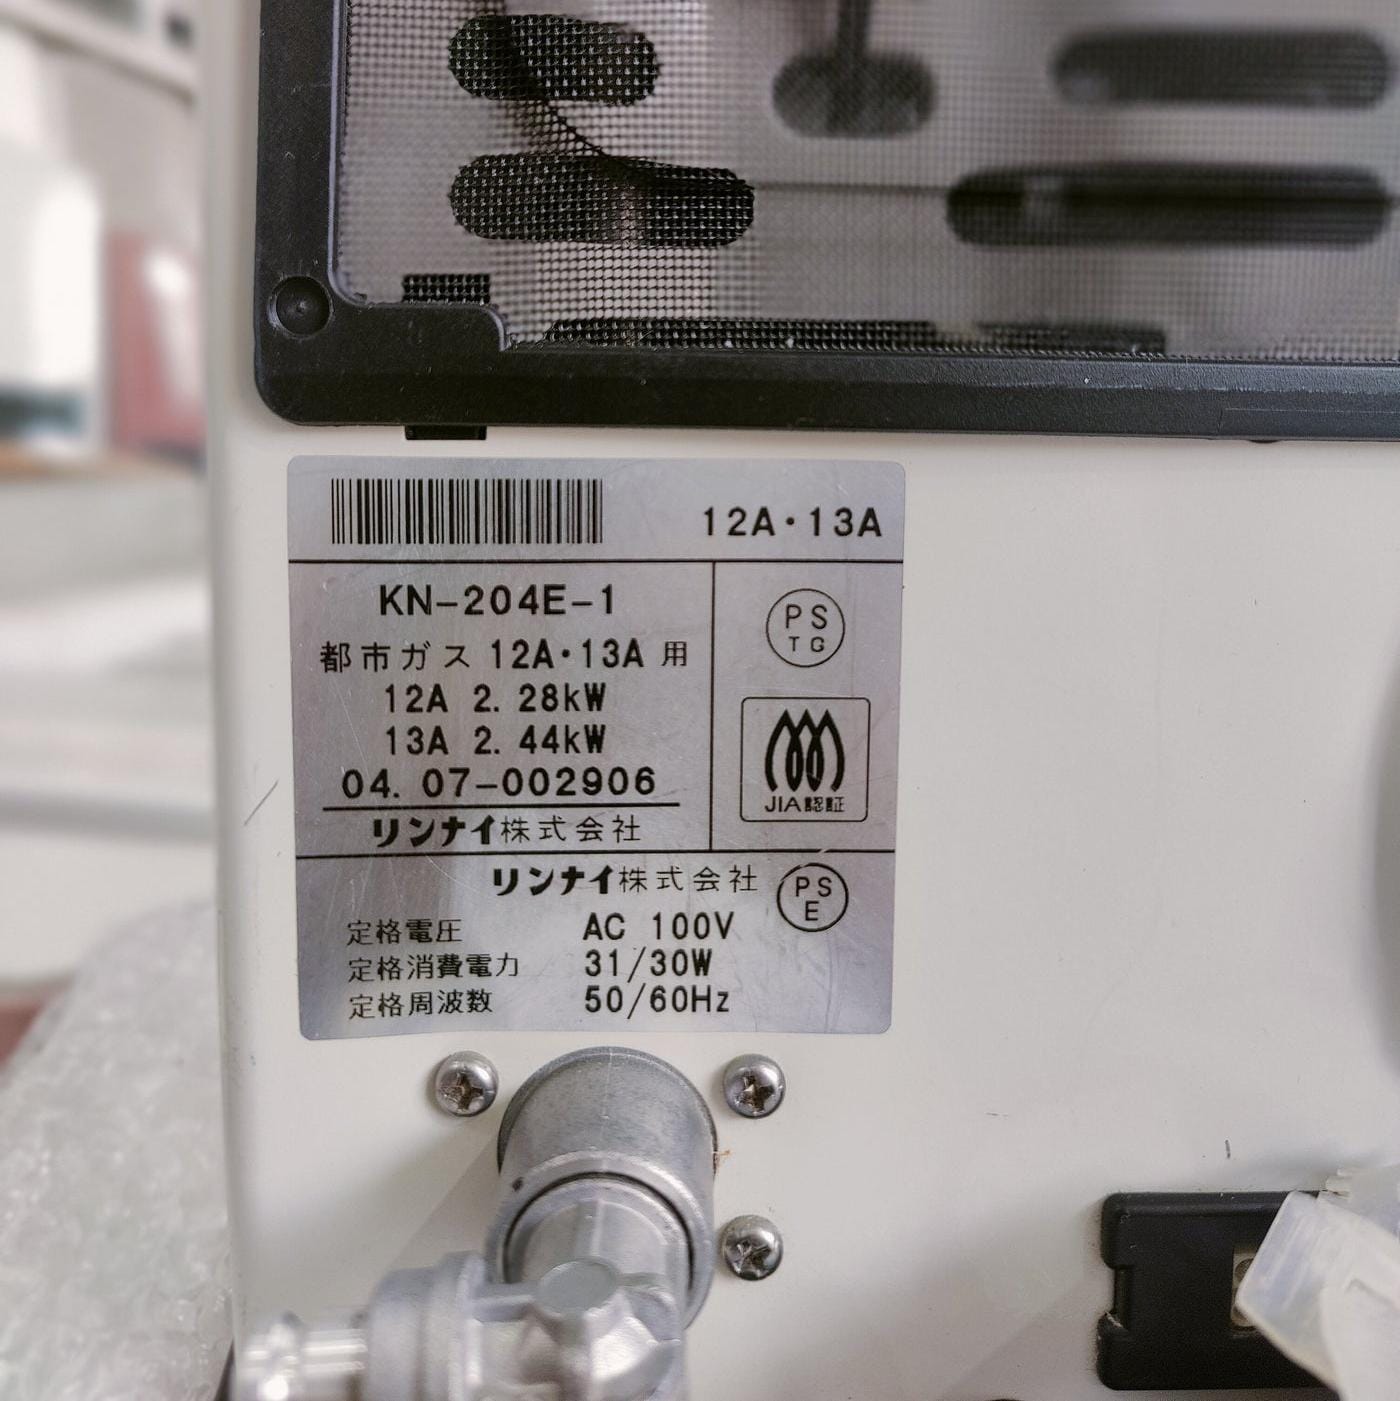 12A・13A
KN-204E-1
都市ガス 12A・13A 用
12A 2.28kW
13A 2.44kW
04.07-002906
リンナイ株式会社
PS
TG
JIA認証
リンナイ株式会社
PS
E
定格電圧 AC 100V
定格消費電力 31/30W
定格周波数 50/60Hz